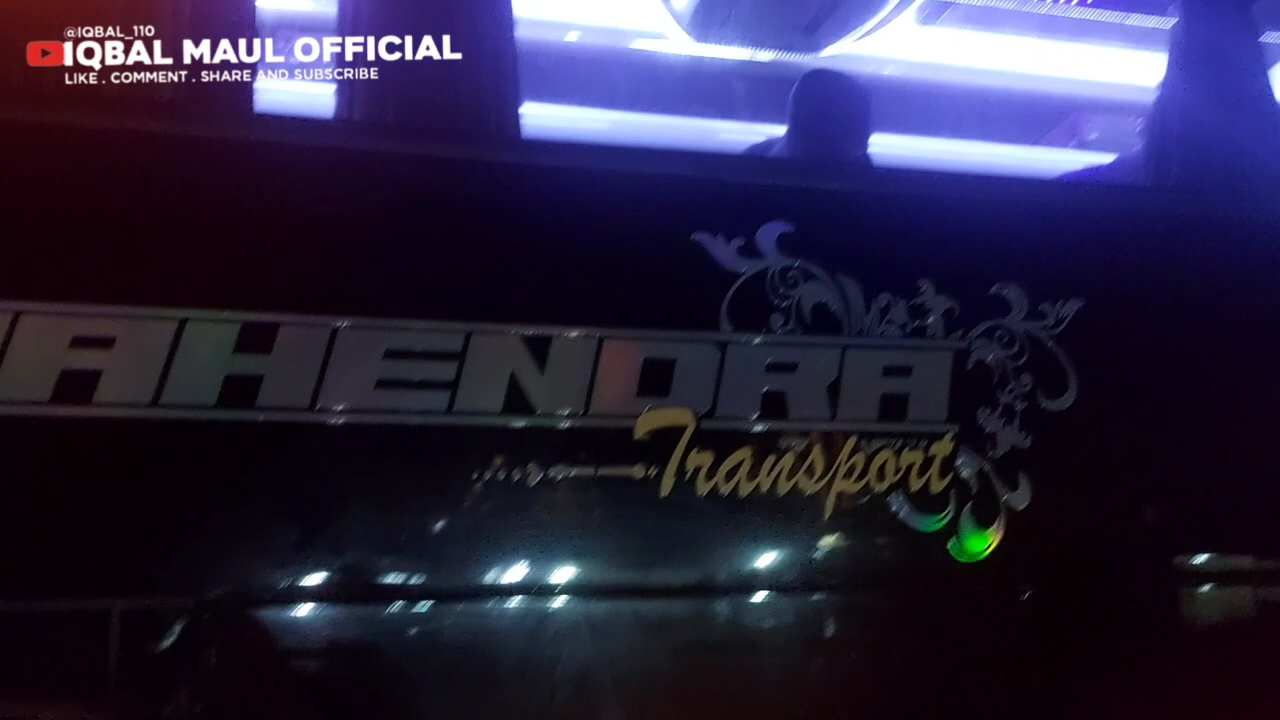 @IQBAL_110
IQBAL MAUL OFFICIAL
LIKE . COMMENT . SHARE AND SUBSCRIBE
AHENDRA
Transport